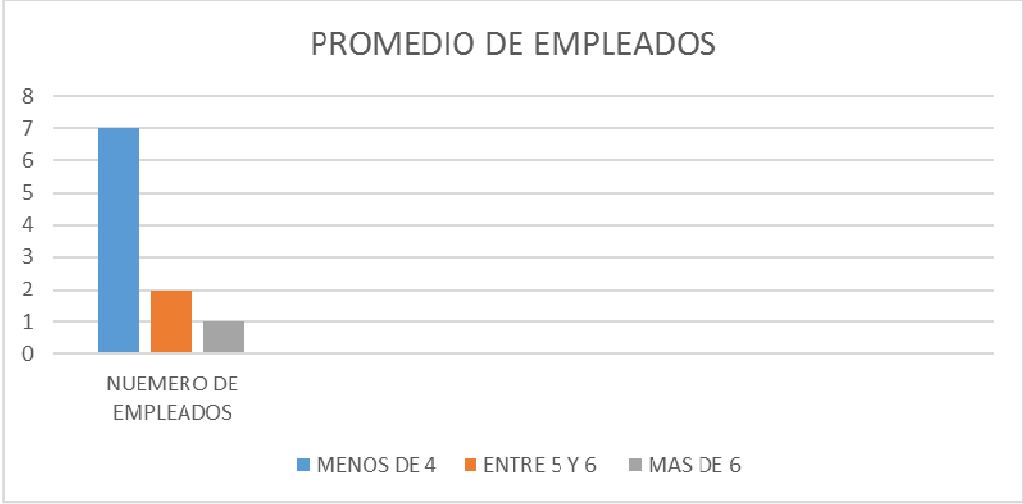 PROMEDIO DE EMPLEADOS
8
7
6
5
4
3
2
1
0
NUEMERO DE
EMPLEADOS
MENOS DE 4 ENTRE 5 Y 6 MAS DE 6